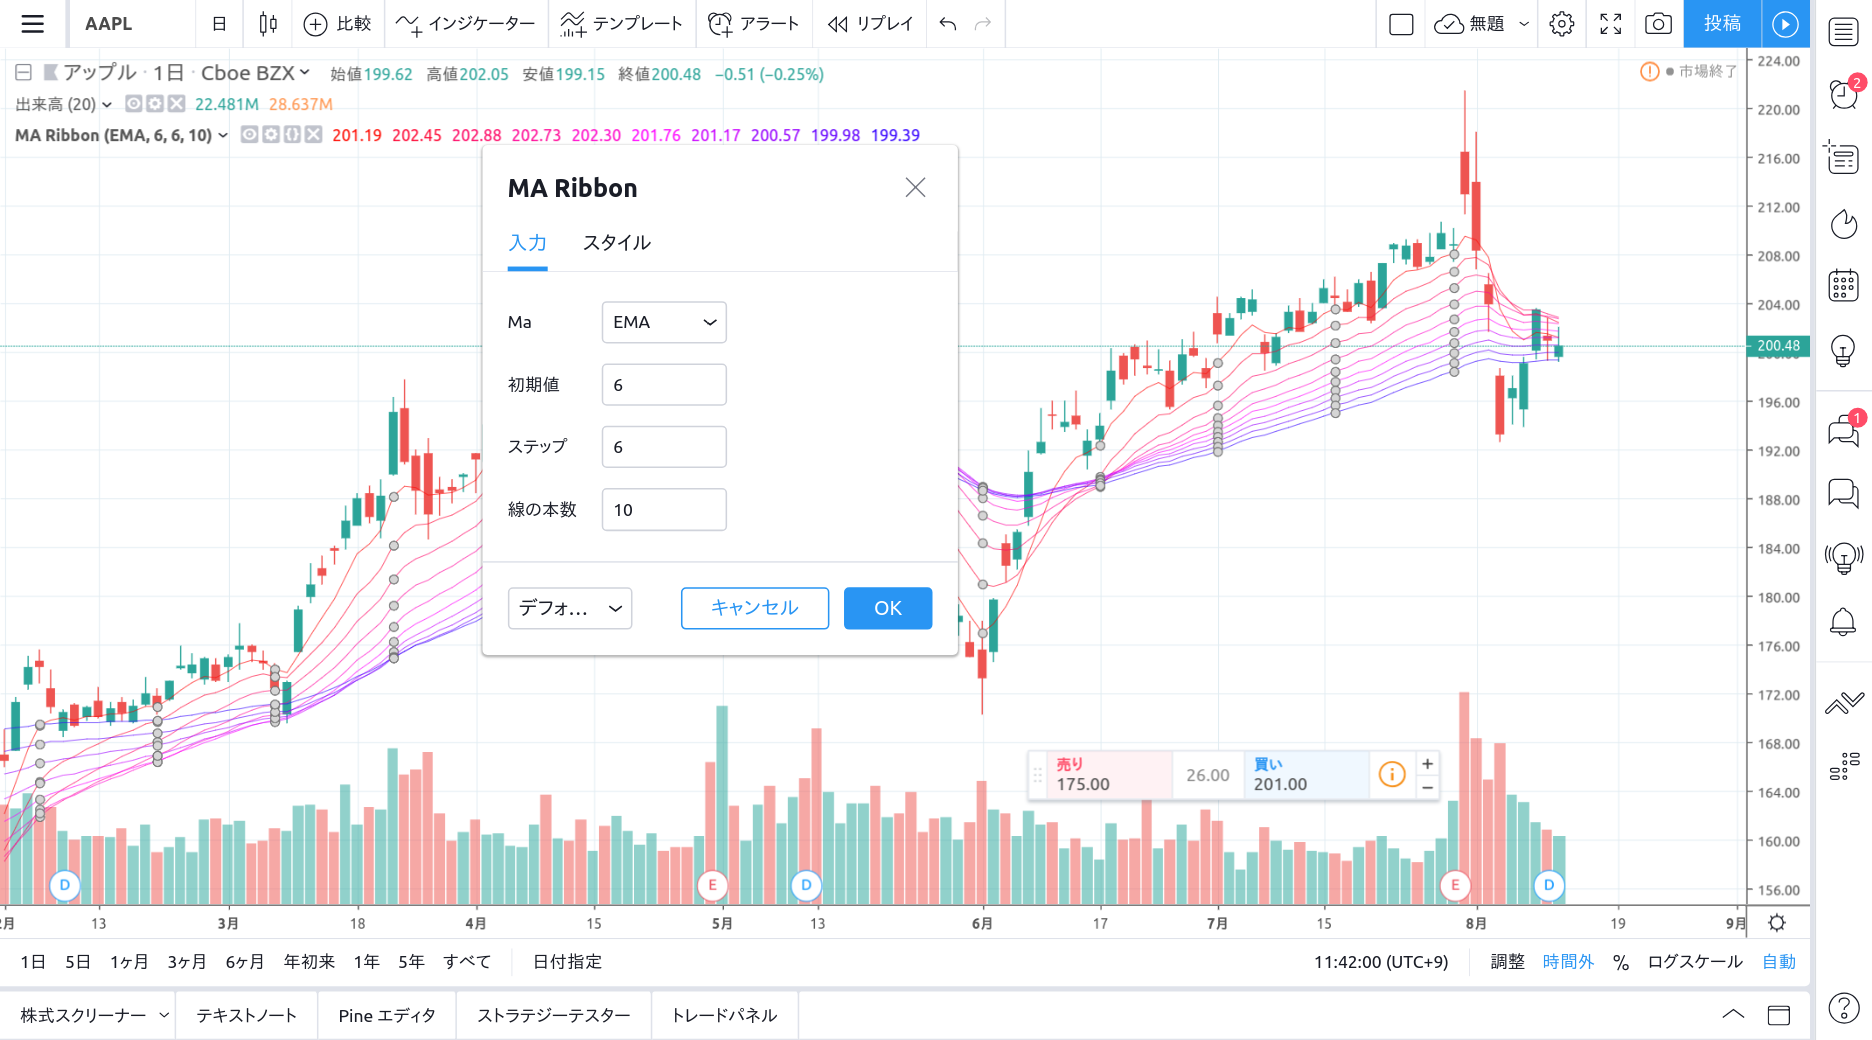 AAPL 日 比較 インジケーター テンプレート アラート リプレイ 無題 投稿
アップル · 1日 · Cboe BZX 始値199.62 高値202.05 安値199.15 終値200.48 −0.51 (−0.25%) 市場終了
出来高 (20) 22.481M 28.637M
MA Ribbon (EMA, 6, 6, 10) 201.19 202.45 202.88 202.73 202.30 201.76 201.17 200.57 199.98 199.39
MA Ribbon
入力 スタイル
Ma EMA
初期値 6
ステップ 6
線の本数 10
デフォ... キャンセル OK
224.00
220.00
216.00
212.00
208.00
204.00
200.48
196.00
192.00
188.00
184.00
180.00
176.00
172.00
168.00
164.00
160.00
156.00
売り 175.00
26.00
買い 201.00
D E D E D
2月 13 3月 18 4月 15 5月 13 6月 17 7月 15 8月 19 9月
1日 5日 1ヶ月 3ヶ月 6ヶ月 年初来 1年 5年 すべて 日付指定 11:42:00 (UTC+9) 調整 時間外 % ログスケール 自動
株式スクリーナー テキストノート Pine エディタ ストラテジーテスター トレードパネル
2
1